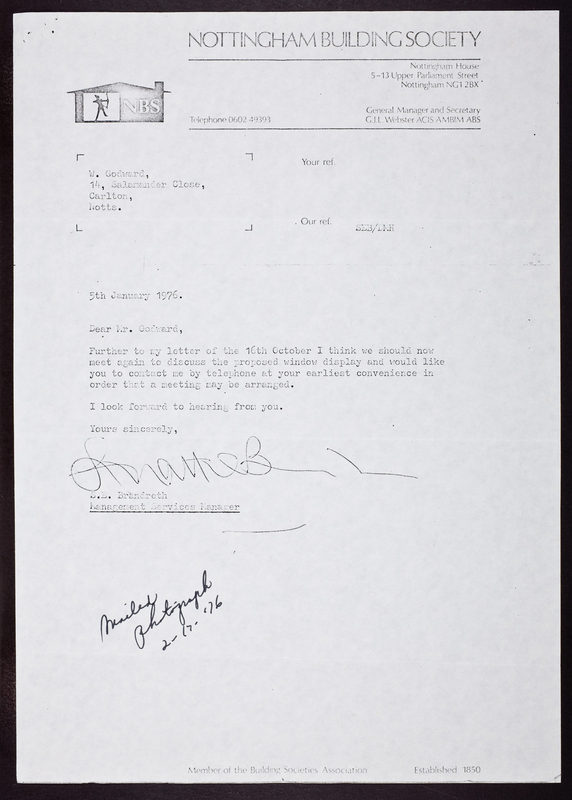 NOTTINGHAM BUILDING SOCIETY
Nottingham House
5-13 Upper Parliament Street
Nottingham NG1 2BX
NBS
General Manager and Secretary
Telephone 0602 49393
G.I.L. Webster ACIS AMBIM ABS
Your ref.
W. Godward,
14, Salamander Close,
Carlton,
Notts.
Our ref.
5th January 1976.
Dear Mr. Godward,
Further to my letter of the 16th October I think we should now
meet again to discuss the proposed window display and would like
you to contact me by telephone at your earliest convenience in
order that a meeting may be arranged.
I look forward to hearing from you.
Yours sincerely,
Brandreth
Management Services Manager
Mailed
Photograph
2-17-'76
Member of the Building Societies Association
Established 1850